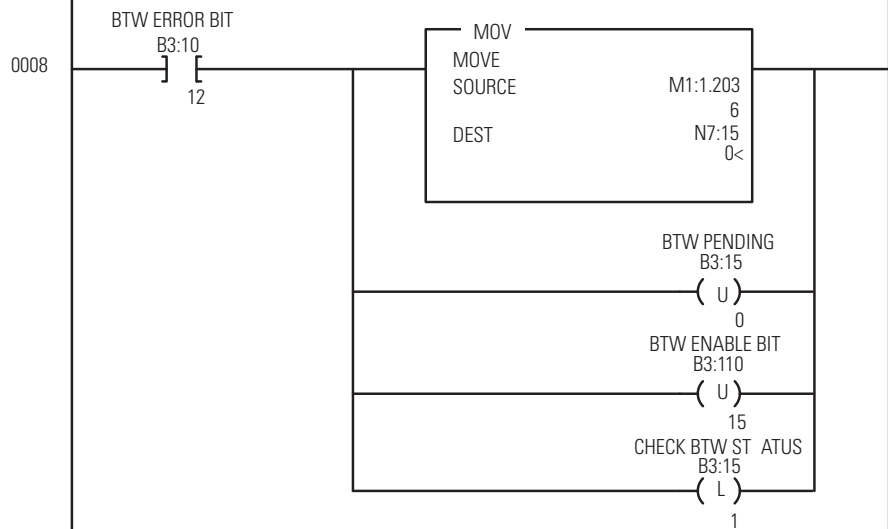 BTW ERROR BIT
B3:10
0008
12
MOV
MOVE
SOURCE M1:1.203
6
DEST N7:15
0<
BTW PENDING
B3:15
U
0
BTW ENABLE BIT
B3:110
U
15
CHECK BTW ST ATUS
B3:15
L
1